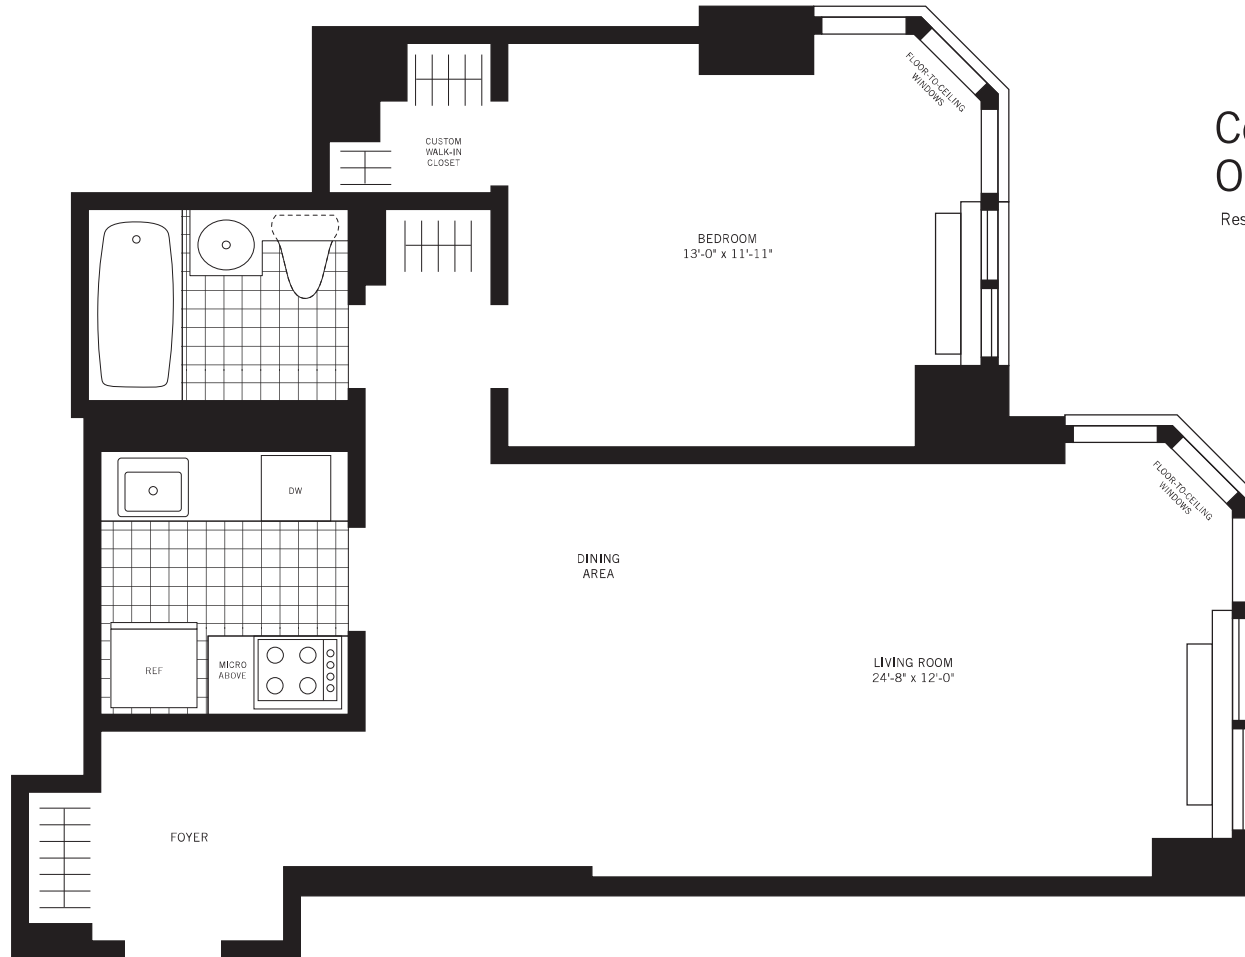 FLOOR-TO-CEILING
WINDOWS
CUSTOM
WALK-IN
CLOSET
BEDROOM
13'-0" x 11'-11"
FLOOR-TO-CEILING
WINDOWS
DW
DINING
AREA
REF
MICRO
ABOVE
LIVING ROOM
24'-8" x 12'-0"
FOYER